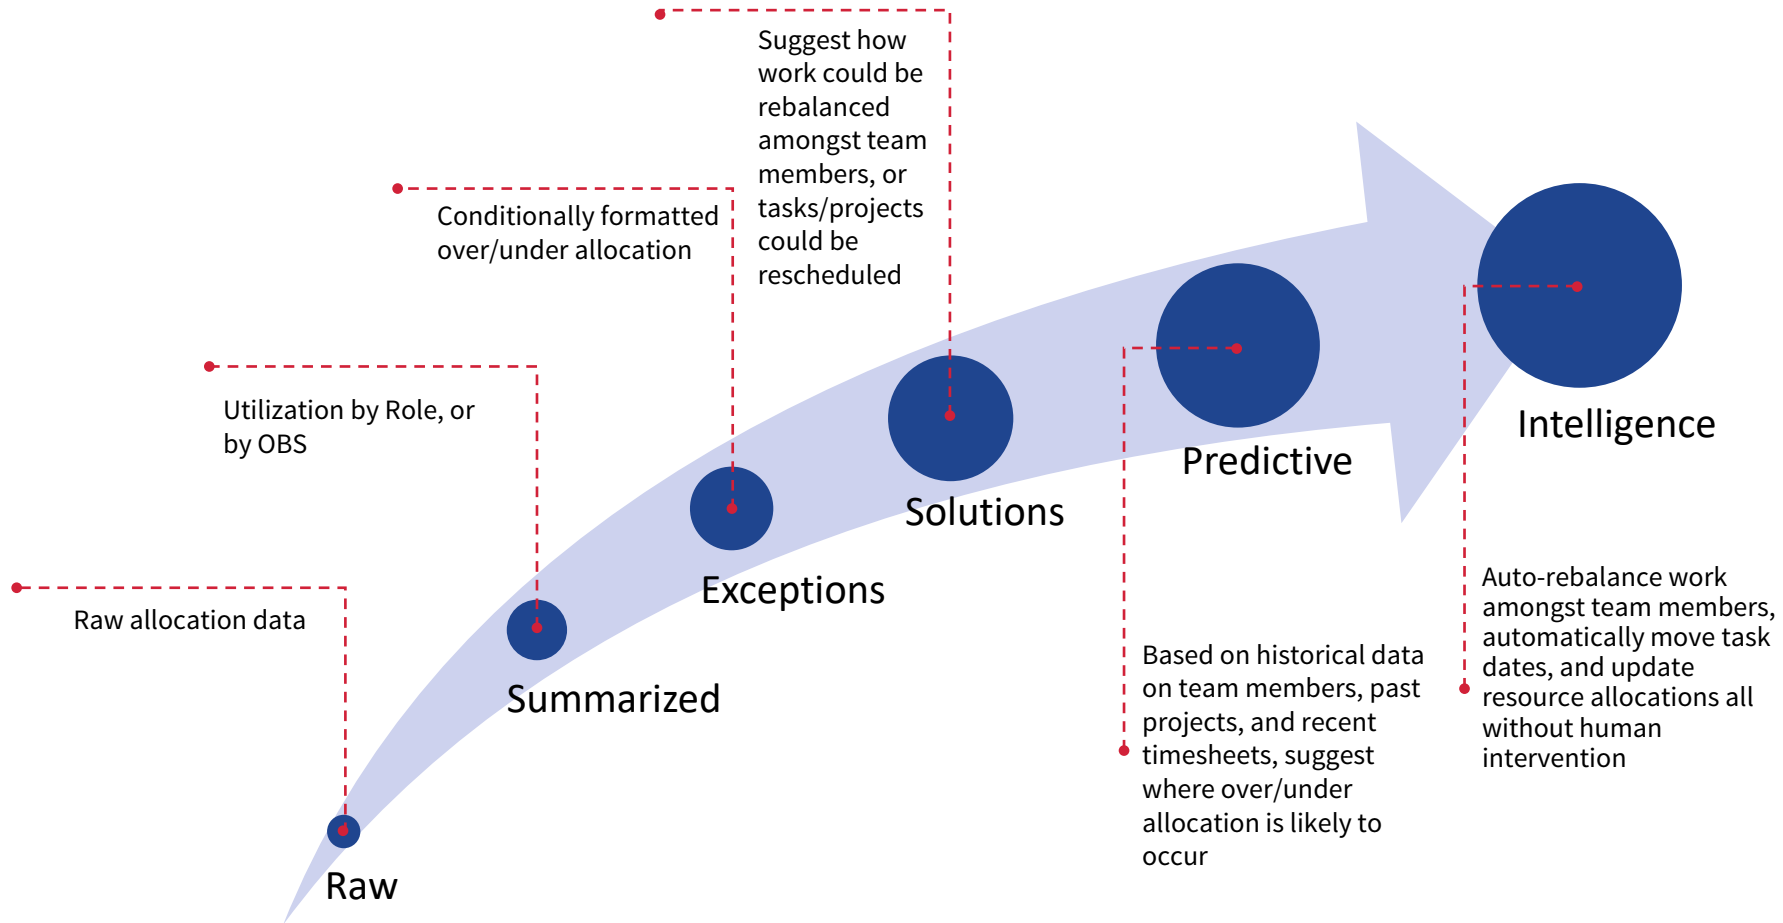 Suggest how
work could be
rebalanced
amongst team
members, or
tasks/projects
could be
rescheduled
Conditionally formatted
over/under allocation
Utilization by Role, or
by OBS
Raw allocation data
Raw
Summarized
Exceptions
Solutions
Predictive
Intelligence
Based on historical data
on team members, past
projects, and recent
timesheets, suggest
where over/under
allocation is likely to
occur
Auto-rebalance work
amongst team members,
automatically move task
dates, and update
resource allocations all
without human
intervention